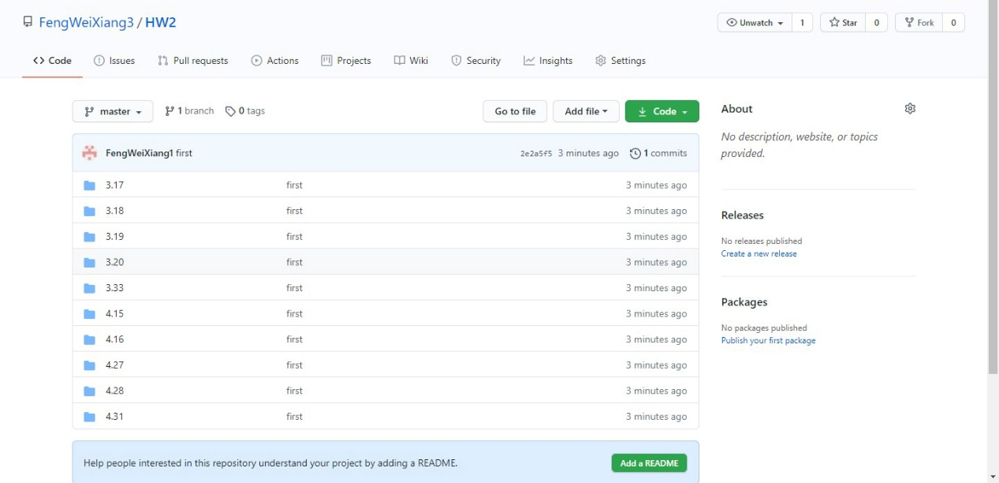 FengWeiXiang3 / HW2
Unwatch 1 Star 0 Fork 0
Code Issues Pull requests Actions Projects Wiki Security Insights Settings
master 1 branch 0 tags Go to file Add file Code
FengWeiXiang1 first 2e2a5f5 3 minutes ago 1 commits
3.17 first 3 minutes ago
3.18 first 3 minutes ago
3.19 first 3 minutes ago
3.20 first 3 minutes ago
3.33 first 3 minutes ago
4.15 first 3 minutes ago
4.16 first 3 minutes ago
4.27 first 3 minutes ago
4.28 first 3 minutes ago
4.31 first 3 minutes ago
Help people interested in this repository understand your project by adding a README. Add a README
About
No description, website, or topics
provided.
Releases
No releases published
Create a new release
Packages
No packages published
Publish your first package